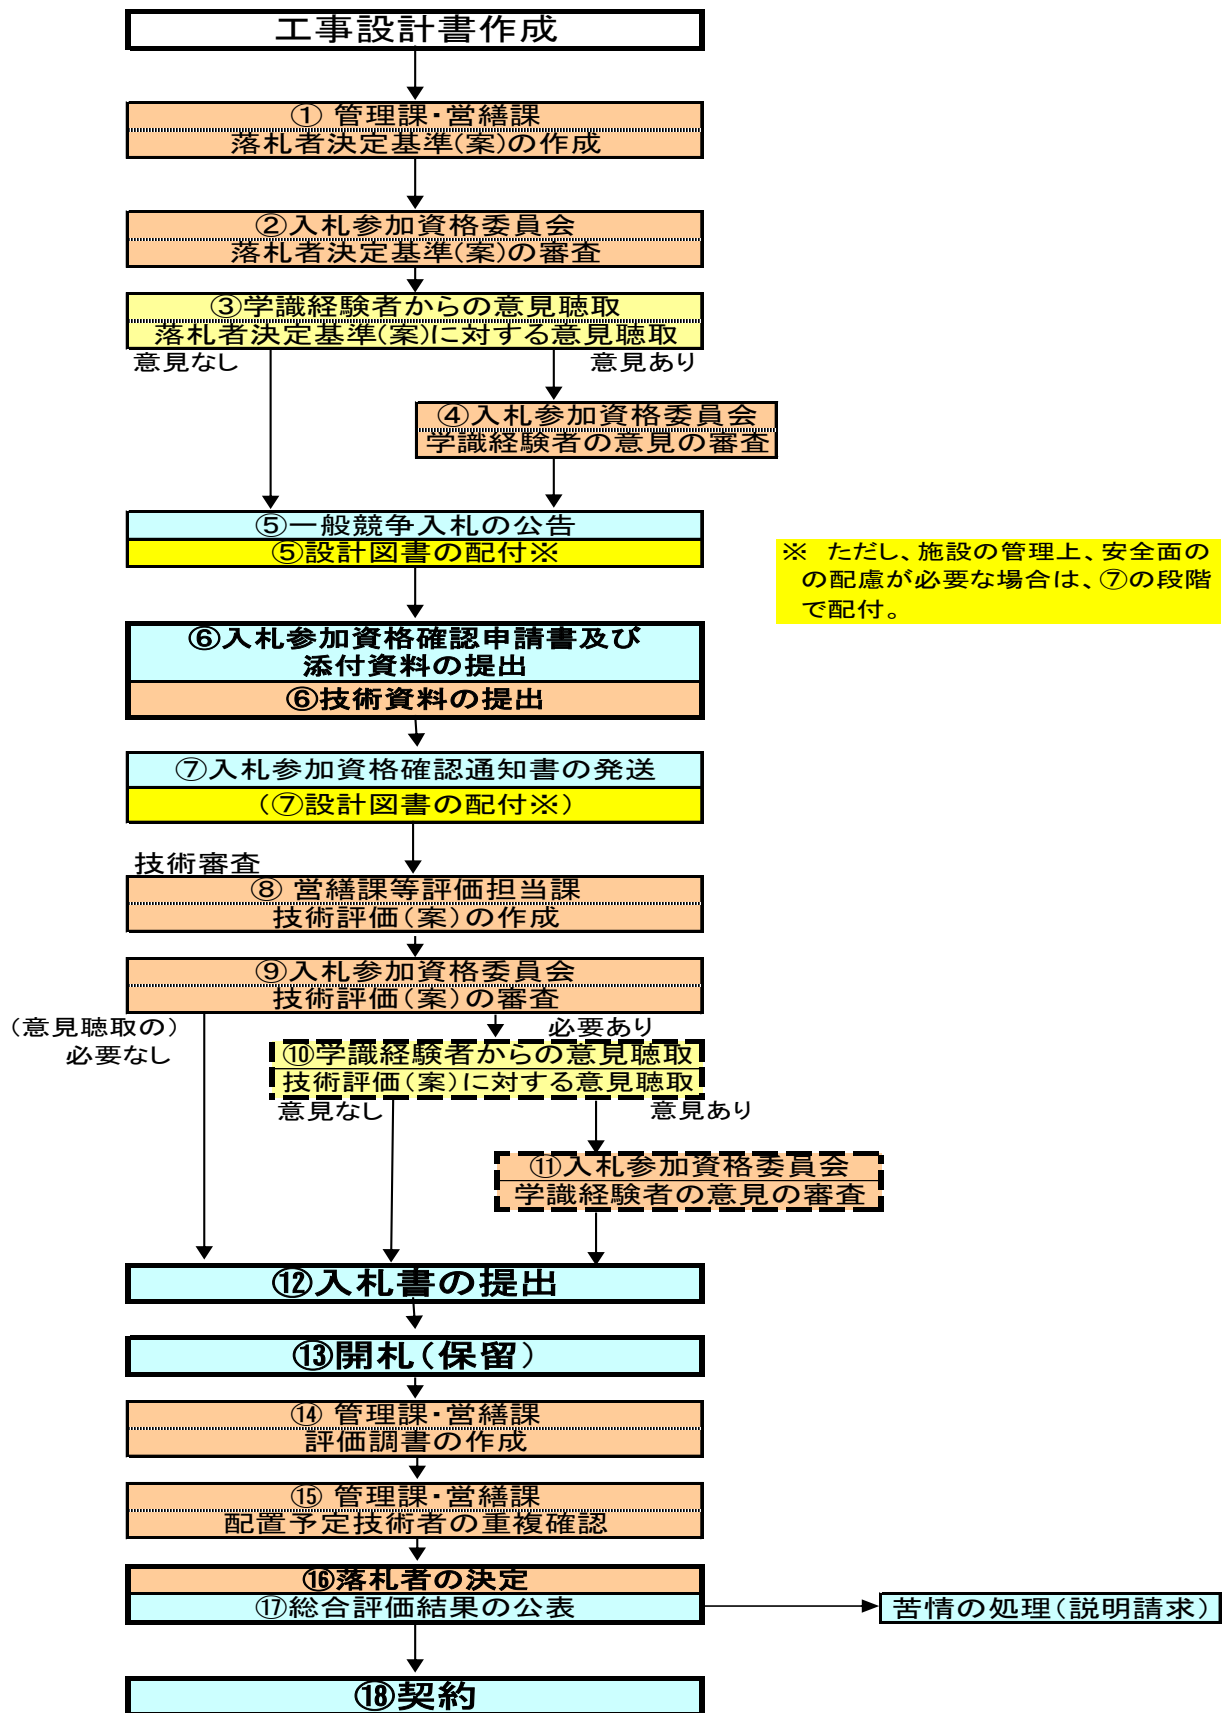 工事設計書作成
① 管理課・営繕課
落札者決定基準(案)の作成
②入札参加資格委員会
落札者決定基準(案)の審査
③学識経験者からの意見聴取
落札者決定基準(案)に対する意見聴取
意見なし
意見あり
④入札参加資格委員会
学識経験者の意見の審査
⑤一般競争入札の公告
⑤設計図書の配付※
※ ただし、施設の管理上、安全面の
の配慮が必要な場合は、⑦の段階
で配付。
⑥入札参加資格確認申請書及び
添付資料の提出
⑥技術資料の提出
⑦入札参加資格確認通知書の発送
(⑦設計図書の配付※)
技術審査
⑧ 営繕課等評価担当課
技術評価(案)の作成
⑨入札参加資格委員会
技術評価(案)の審査
(意見聴取の)
必要なし
必要あり
⑩学識経験者からの意見聴取
技術評価(案)に対する意見聴取
意見なし
意見あり
⑪入札参加資格委員会
学識経験者の意見の審査
⑫入札書の提出
⑬開札(保留)
⑭ 管理課・営繕課
評価調書の作成
⑮ 管理課・営繕課
配置予定技術者の重複確認
⑯落札者の決定
⑰総合評価結果の公表
苦情の処理(説明請求)
⑱契約